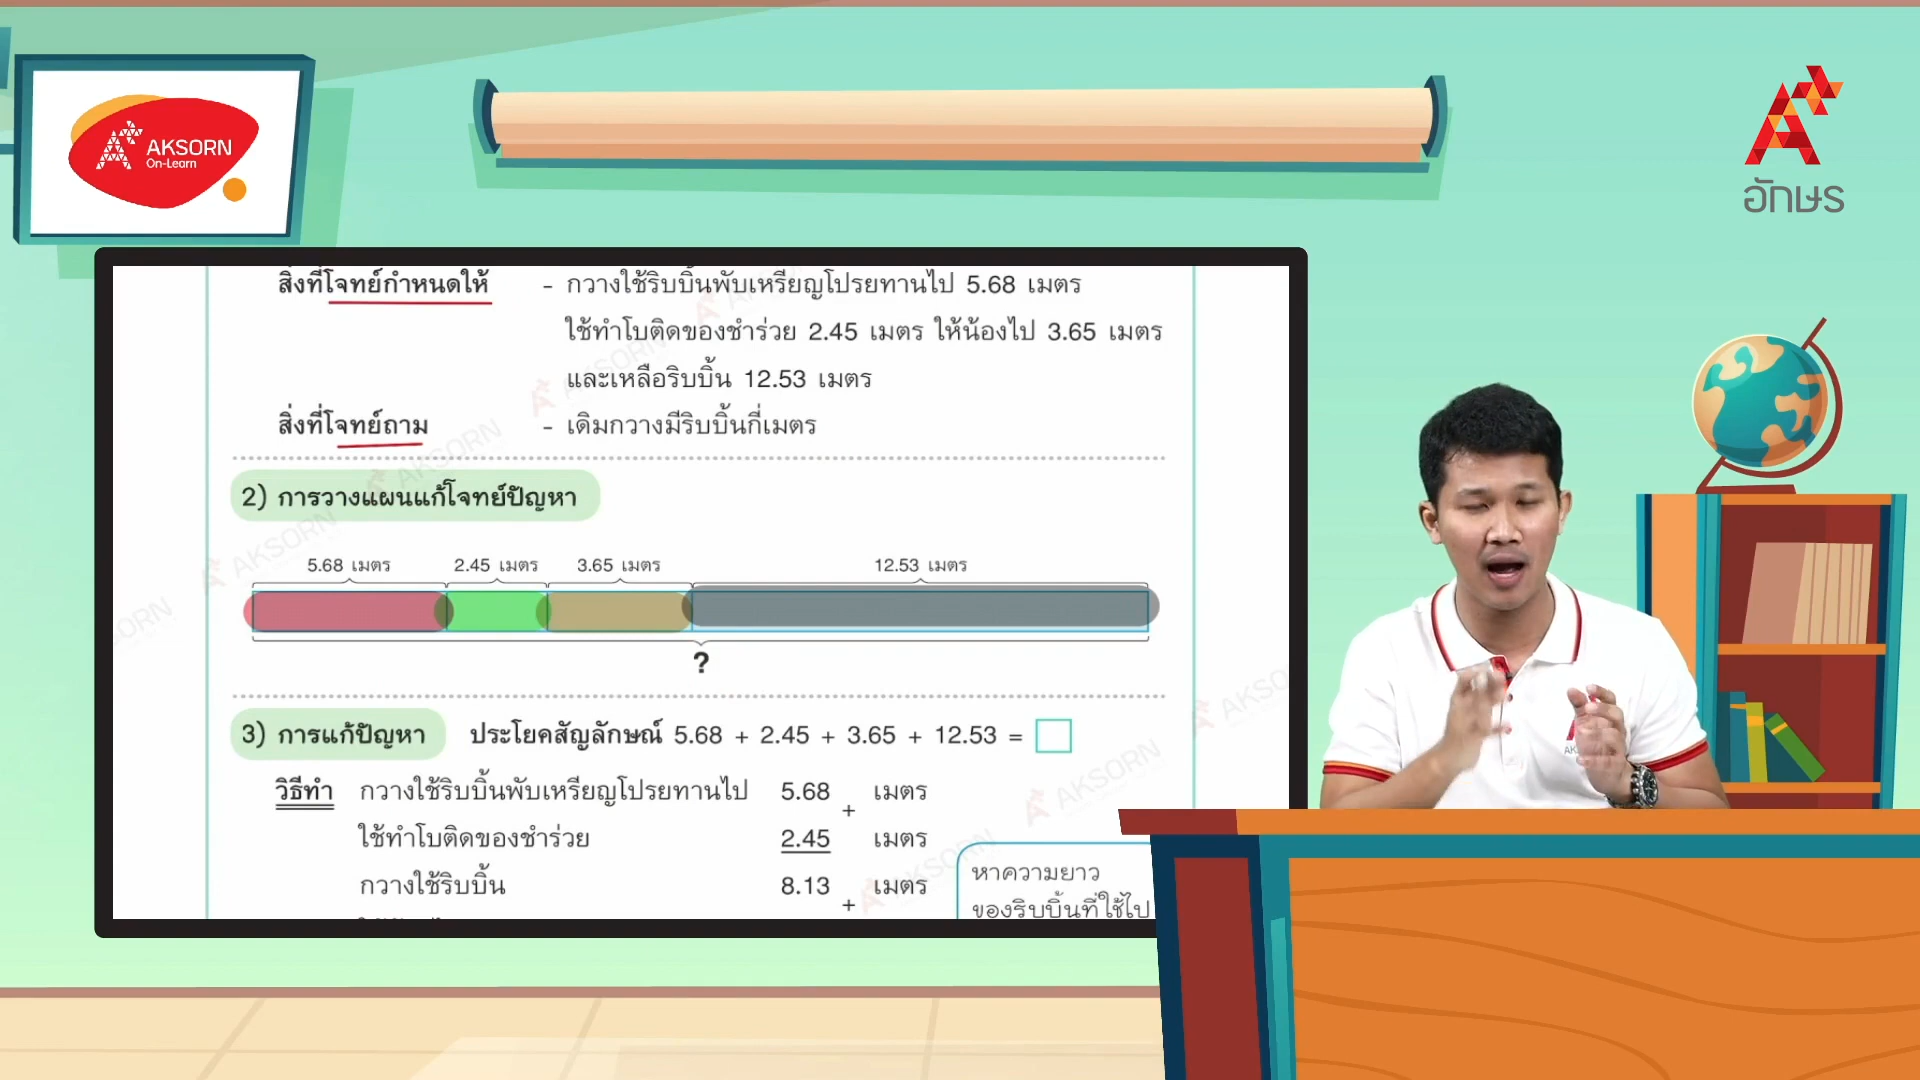 AKSORN
On-Learn
อักษร
สิ่งที่โจทย์กำหนดให้ - กวางใช้ริบบิ้นพับเหรียญโปรยทานไป 5.68 เมตร
ใช้ทำโบติดของชำร่วย 2.45 เมตร ให้น้องไป 3.65 เมตร
และเหลือริบบิ้น 12.53 เมตร
สิ่งที่โจทย์ถาม - เดิมกวางมีริบบิ้นกี่เมตร
2) การวางแผนแก้โจทย์ปัญหา
5.68 เมตร 2.45 เมตร 3.65 เมตร 12.53 เมตร
?
3) การแก้ปัญหา ประโยคสัญลักษณ์ 5.68 + 2.45 + 3.65 + 12.53 =
วิธีทำ กวางใช้ริบบิ้นพับเหรียญโปรยทานไป 5.68 เมตร
+
ใช้ทำโบติดของชำร่วย 2.45 เมตร
กวางใช้ริบบิ้น 8.13 เมตร
+
หาความยาว
ของริบบิ้นที่ใช้ไป